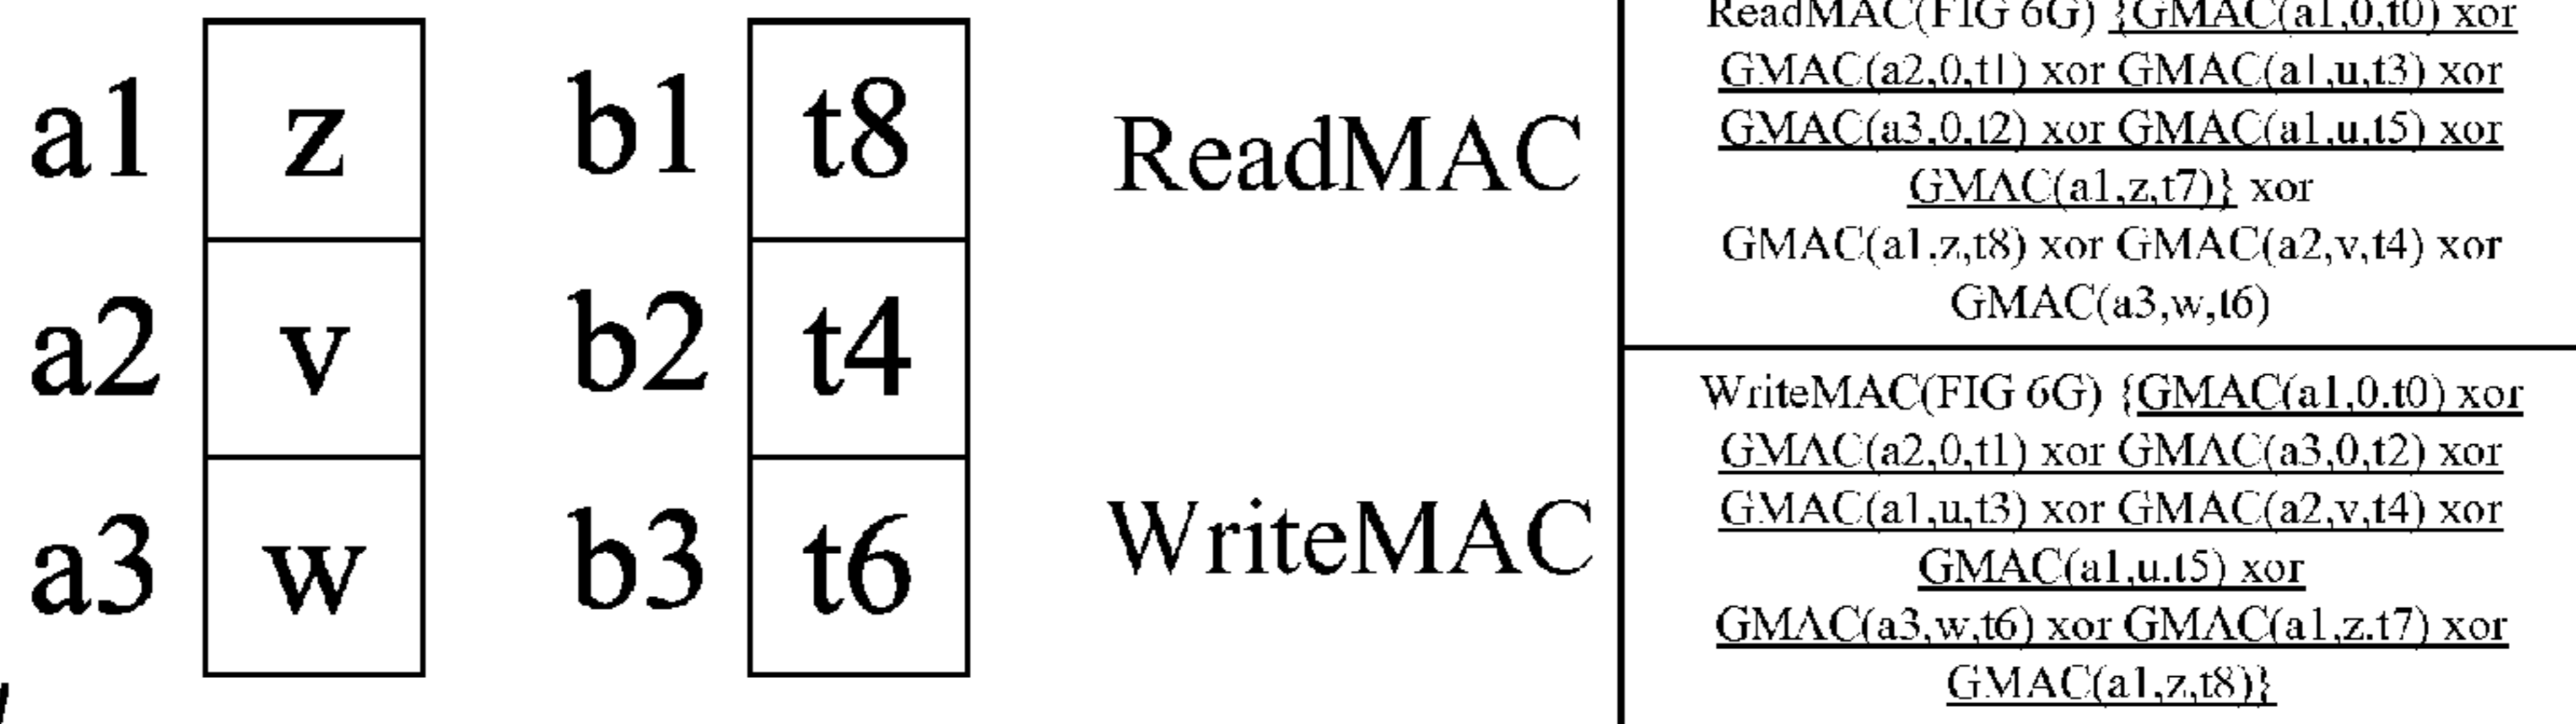 a1 z b1 t8
a2 v b2 t4
a3 w b3 t6
ReadMAC
WriteMAC
ReadMAC(FIG 6G) {GMAC(a1,0,t0) xor
GMAC(a2,0,t1) xor GMAC(a1,u,t3) xor
GMAC(a3,0,t2) xor GMAC(a1,u,t5) xor
GMAC(a1,z,t7)} xor
GMAC(a1.z,t8) xor GMAC(a2,v,t4) xor
GMAC(a3,w,t6)
WriteMAC(FIG 6G) {GMAC(a1,0.t0) xor
GMAC(a2,0,t1) xor GMAC(a3,0,t2) xor
GMAC(a1,u,t3) xor GMAC(a2,v,t4) xor
GMAC(a1,u.t5) xor
GMAC(a3,w,t6) xor GMAC(a1,z.t7) xor
GMAC(a1,z,t8)}